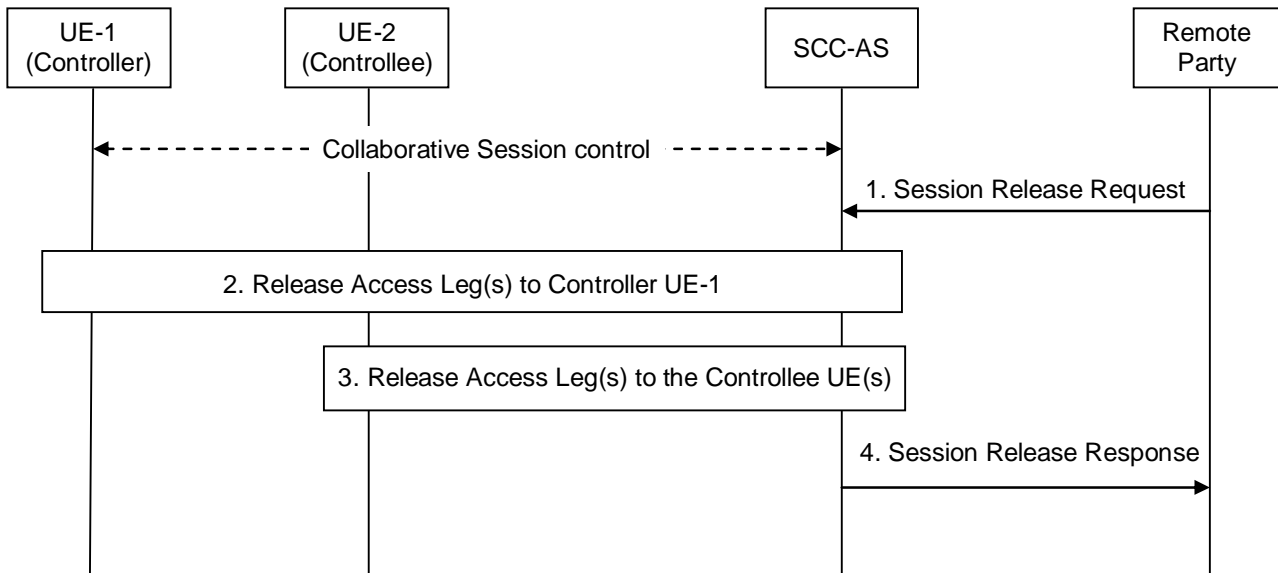 UE-1
(Controller)
UE-2
(Controllee)
SCC-AS
Remote
Party
Collaborative Session control
1. Session Release Request
2. Release Access Leg(s) to Controller UE-1
3. Release Access Leg(s) to the Controllee UE(s)
4. Session Release Response